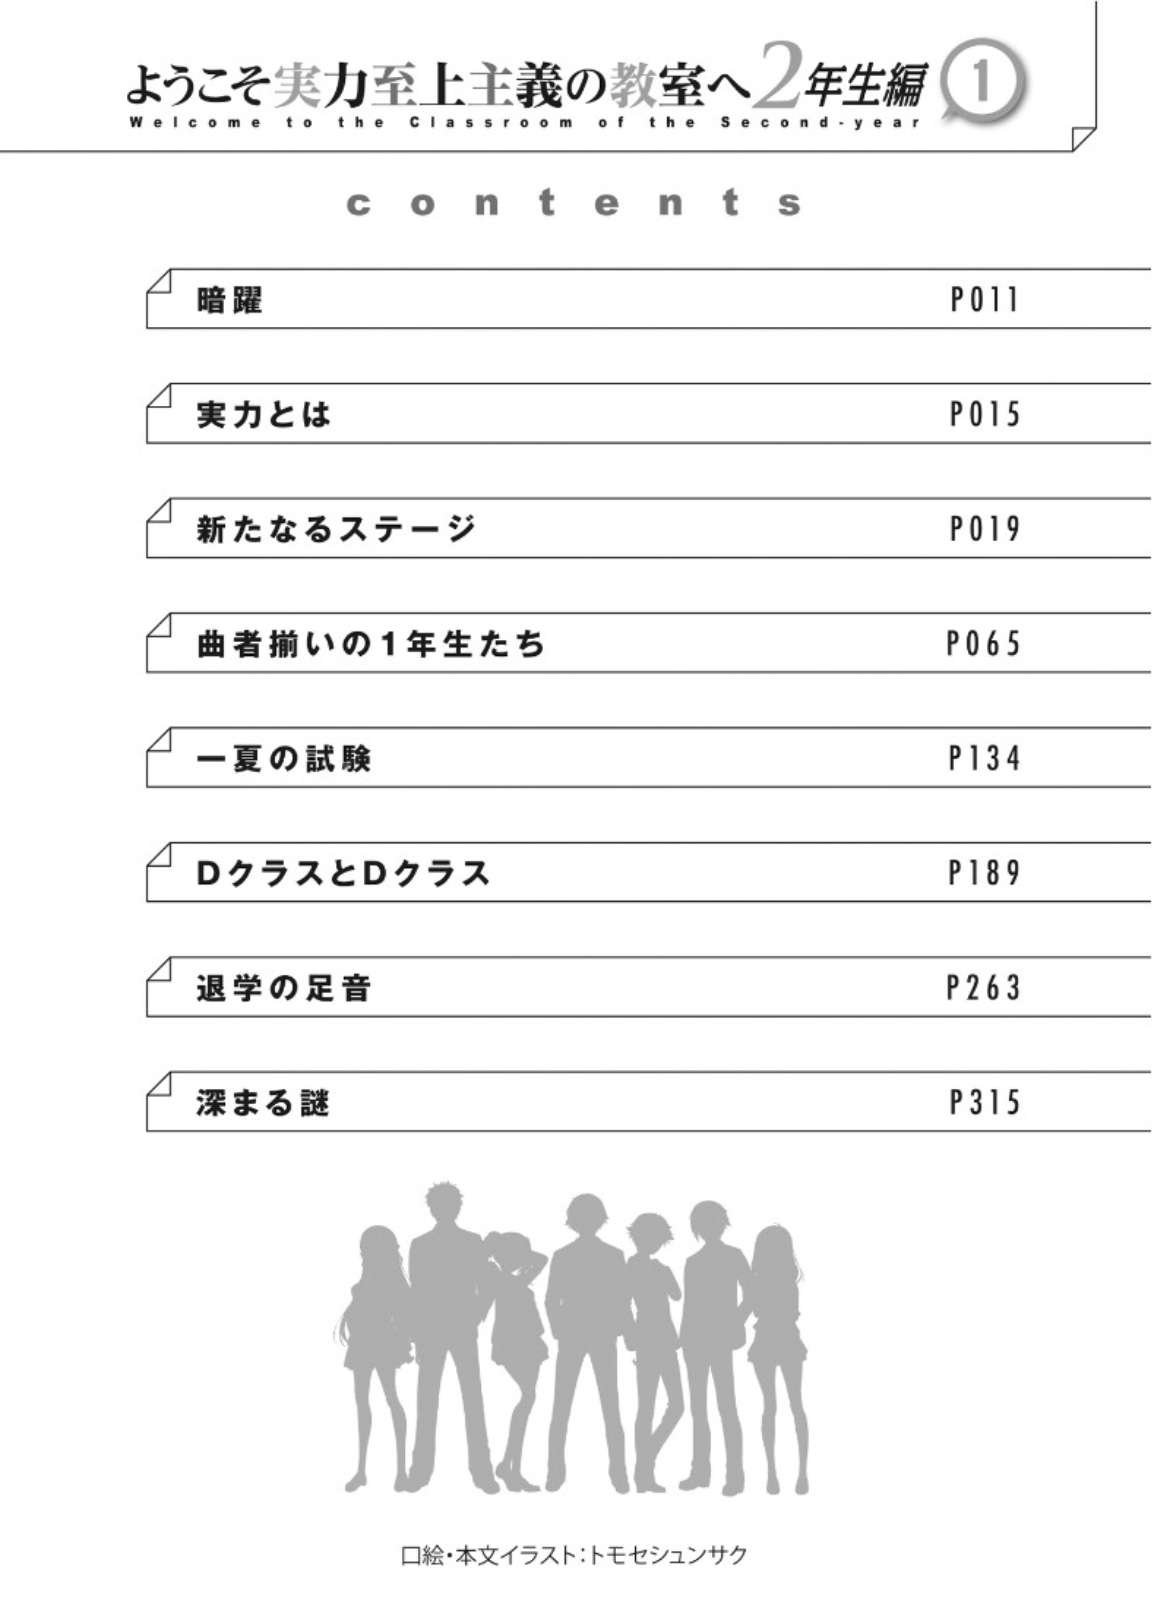 ようこそ実力至上主義の教室へ2年生編 1
Welcome to the Classroom of the Second-year
contents
暗躍 P011
実力とは P015
新たなるステージ P019
曲者揃いの1年生たち P065
一夏の試験 P134
DクラスとDクラス P189
退学の足音 P263
深まる謎 P315
口絵・本文イラスト:トモセシュンサク